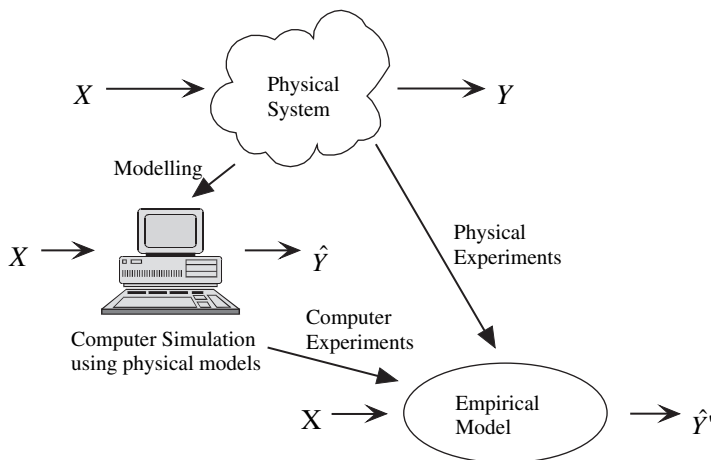 Physical
System
X
Y
Modelling
X
Ŷ
Physical
Experiments
Computer Simulation
using physical models
Computer
Experiments
X
Empirical
Model
Ŷ'